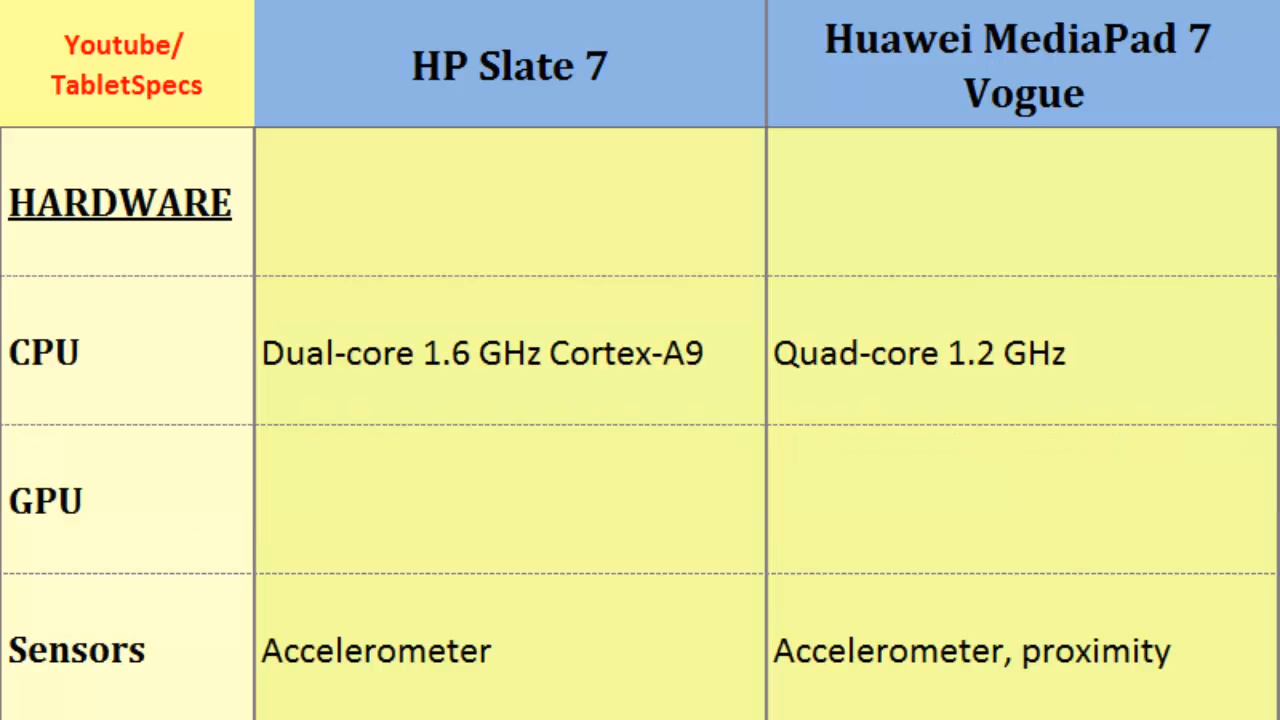 Youtube/
TabletSpecs
HP Slate 7
Huawei MediaPad 7
Vogue
HARDWARE
CPU
Dual-core 1.6 GHz Cortex-A9
Quad-core 1.2 GHz
GPU
Sensors
Accelerometer
Accelerometer, proximity